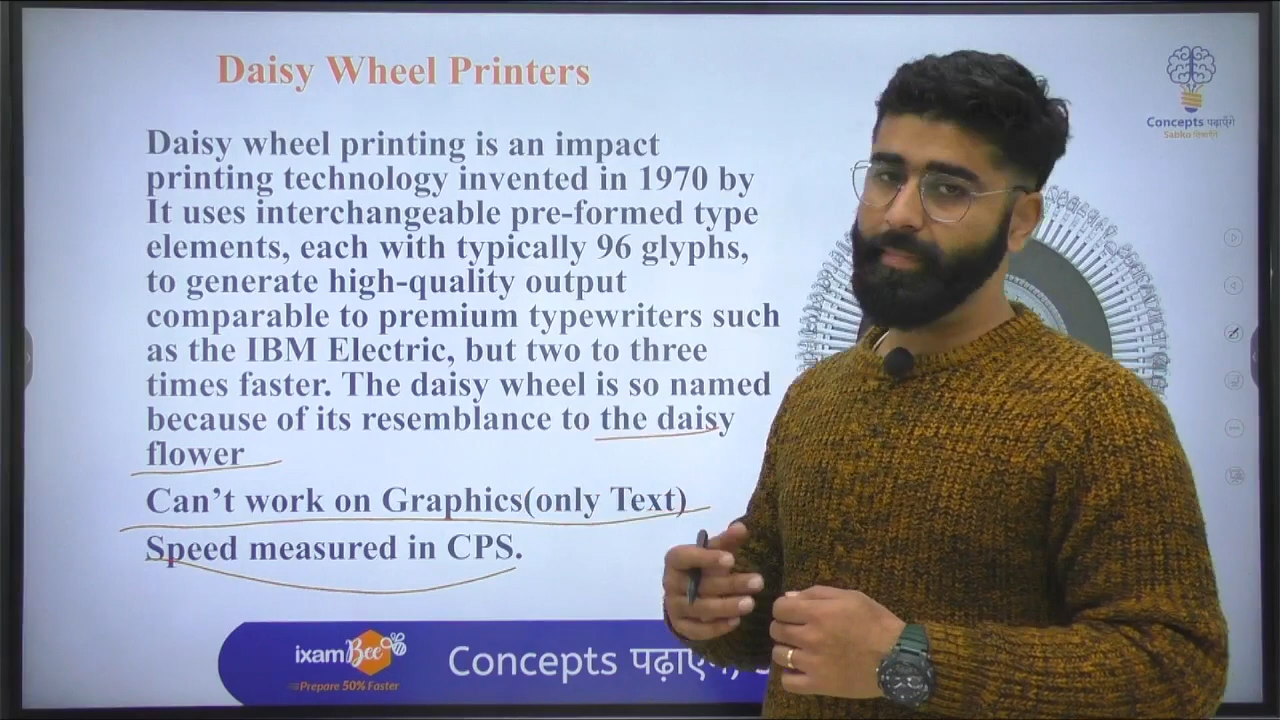 Daisy Wheel Printers
Daisy wheel printing is an impact
printing technology invented in 1970 by
It uses interchangeable pre-formed type
elements, each with typically 96 glyphs,
to generate high-quality output
comparable to premium typewriters such
as the IBM Electric, but two to three
times faster. The daisy wheel is so named
because of its resemblance to the daisy
flower
Can’t work on Graphics(only Text)
Speed measured in CPS.
Concepts पढ़ाएँगे
Sabko
ixamBee
Prepare 50% Faster
Concepts